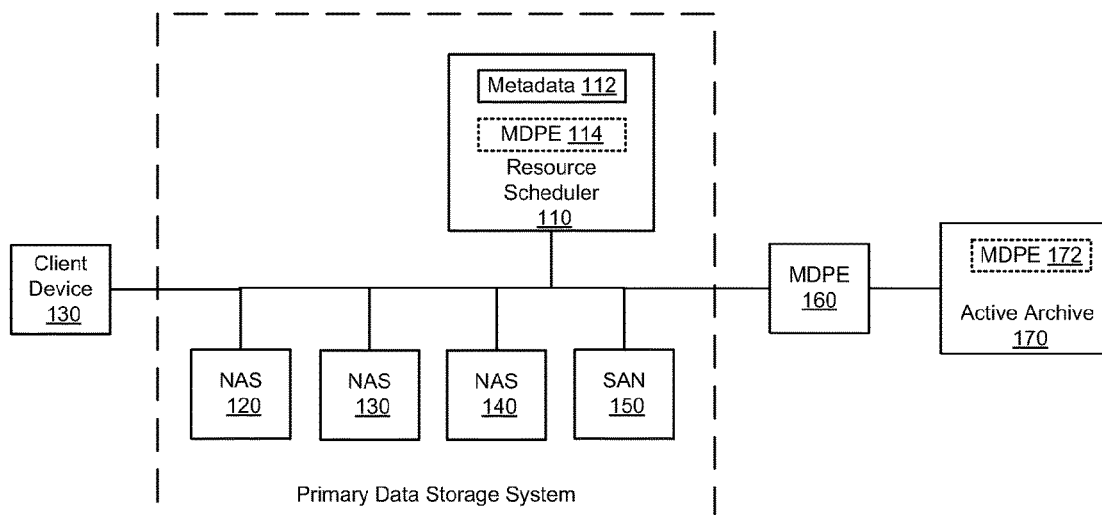 Metadata 112
MDPE 114
Resource
Scheduler
110
Client
Device
130
MDPE
160
MDPE 172
Active Archive
170
NAS
120
NAS
130
NAS
140
SAN
150
Primary Data Storage System